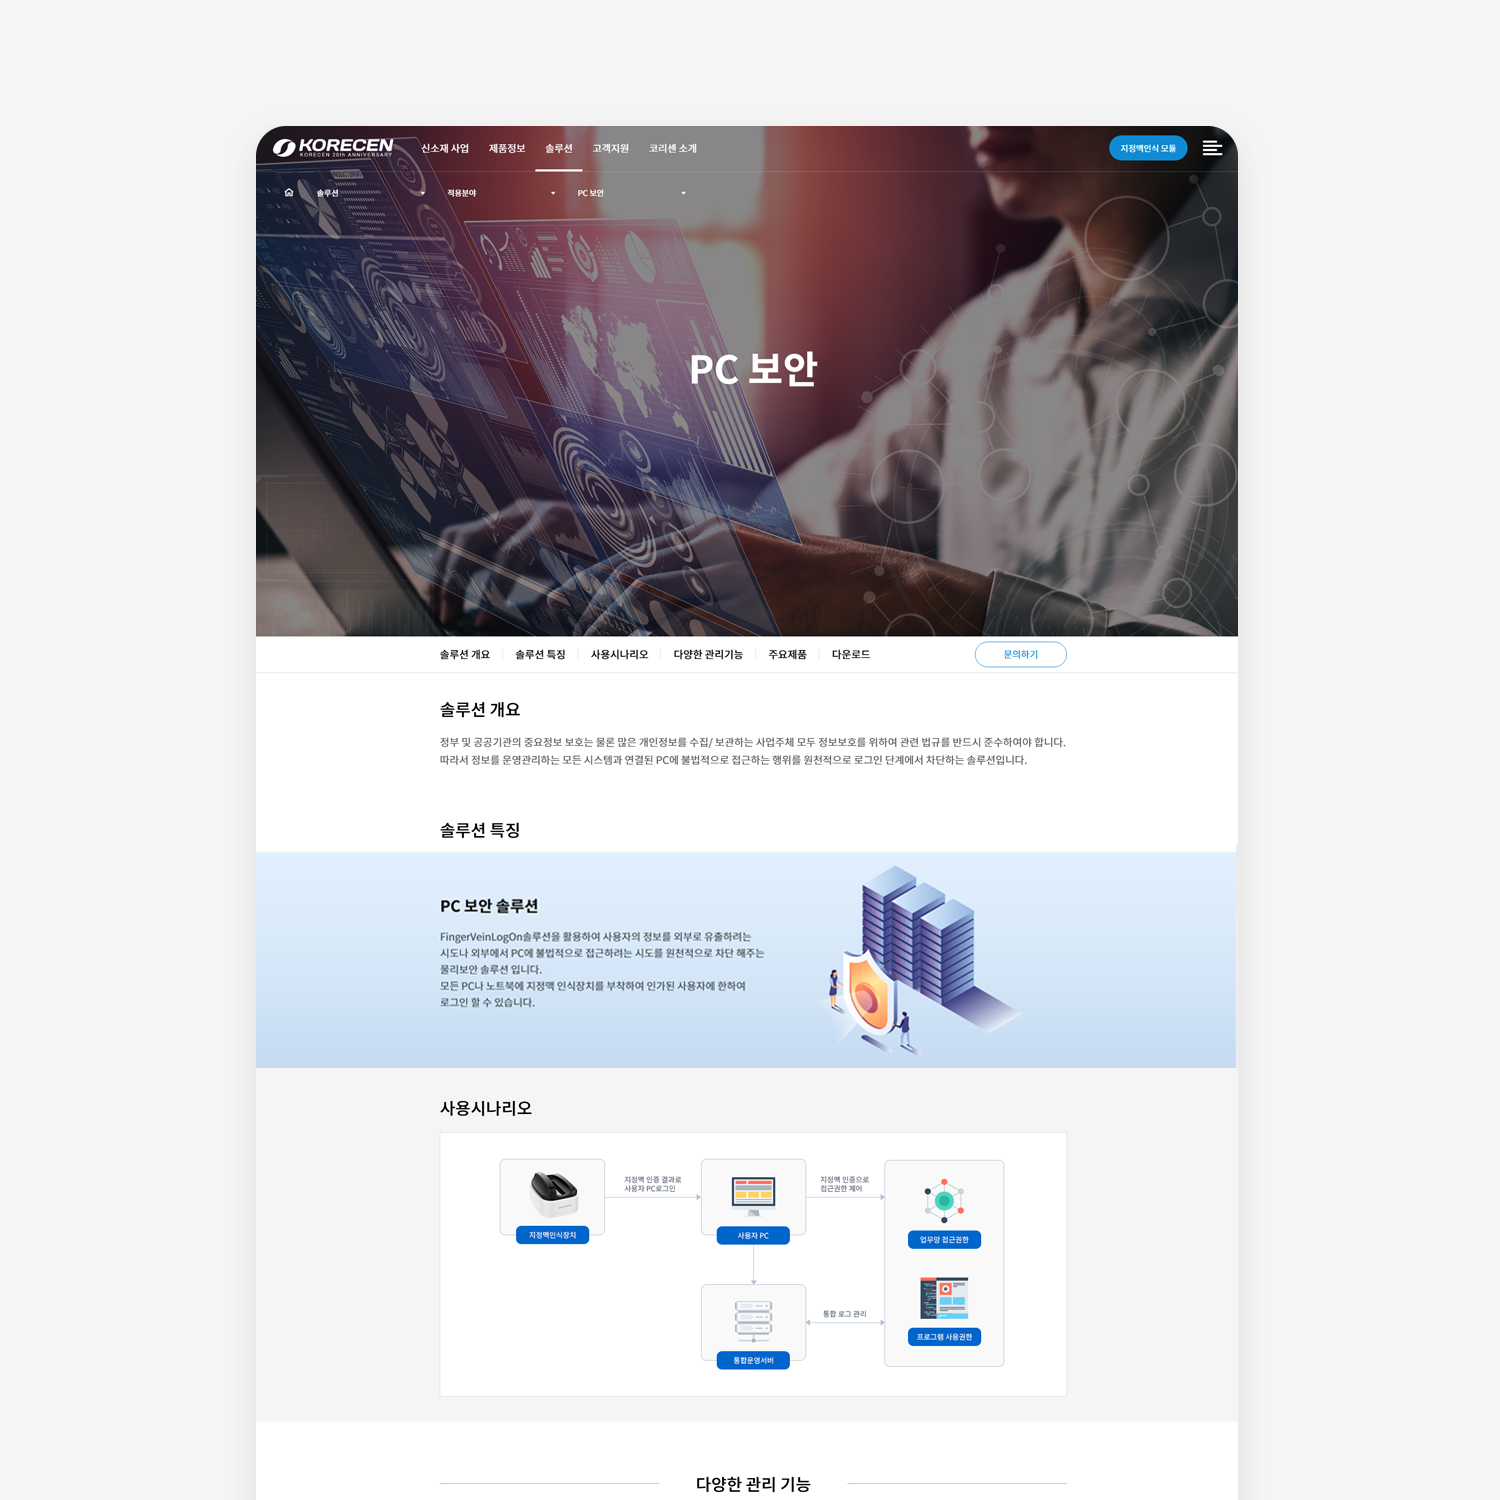 KORECEN
KORECEN 20th ANNIVERSARY
신소재 사업
제품정보
솔루션
고객지원
코리센 소개
지정맥인식 모듈
솔루션
적용분야
PC 보안
PC 보안
솔루션 개요
솔루션 특징
사용시나리오
다양한 관리기능
주요제품
다운로드
문의하기
솔루션 개요
정부 및 공공기관의 중요정보 보호는 물론 많은 개인정보를 수집/ 보관하는 사업주체 모두 정보보호를 위하여 관련 법규를 반드시 준수하여야 합니다.
따라서 정보를 운영관리하는 모든 시스템과 연결된 PC에 불법적으로 접근하는 행위를 원천적으로 로그인 단계에서 차단하는 솔루션입니다.
솔루션 특징
PC 보안 솔루션
FingerVeinLogOn솔루션을 활용하여 사용자의 정보를 외부로 유출하려는
시도나 외부에서 PC에 불법적으로 접근하려는 시도를 원천적으로 차단 해주는
물리보안 솔루션 입니다.
모든 PC나 노트북에 지정맥 인식장치를 부착하여 인가된 사용자에 한하여
로그인 할 수 있습니다.
사용시나리오
지정맥 인증 결과로
사용자 PC로그인
지정맥 인증으로
접근권한 제어
지정맥인식장치
사용자 PC
업무망 접근권한
통합 로그 관리
프로그램 사용권한
통합운영서버
다양한 관리 기능